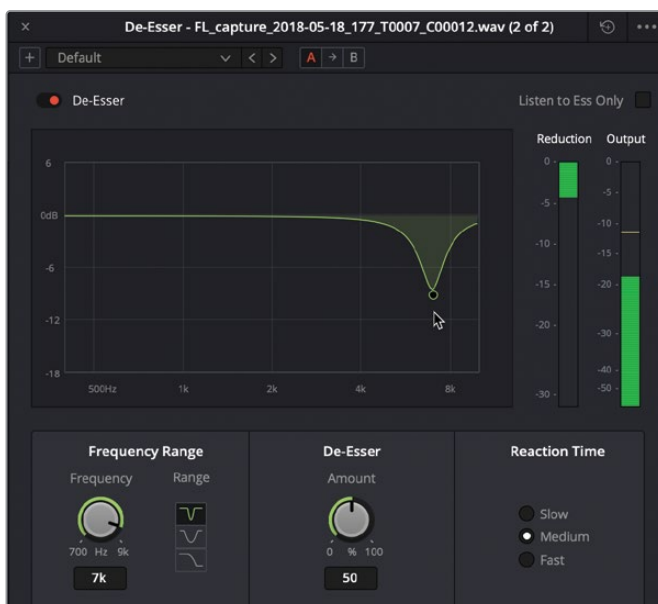 × De-Esser - FL_capture_2018-05-18_177_T0007_C00012.wav (2 of 2) •••
+ Default < > A → B
De-Esser Listen to Ess Only
Reduction Output
6
0dB
-6
-12
-18
500Hz 1k 2k 4k 8k
0 -
-5 -
-10 -
-15 -
-20 -
-30 -
0 -
-5 -
-10 -
-15 -
-20 -
-30 -
-40 -
-50 -
Frequency Range
Frequency Range
700 Hz 9k
7k
De-Esser
Amount
0 % 100
50
Reaction Time
Slow
Medium
Fast